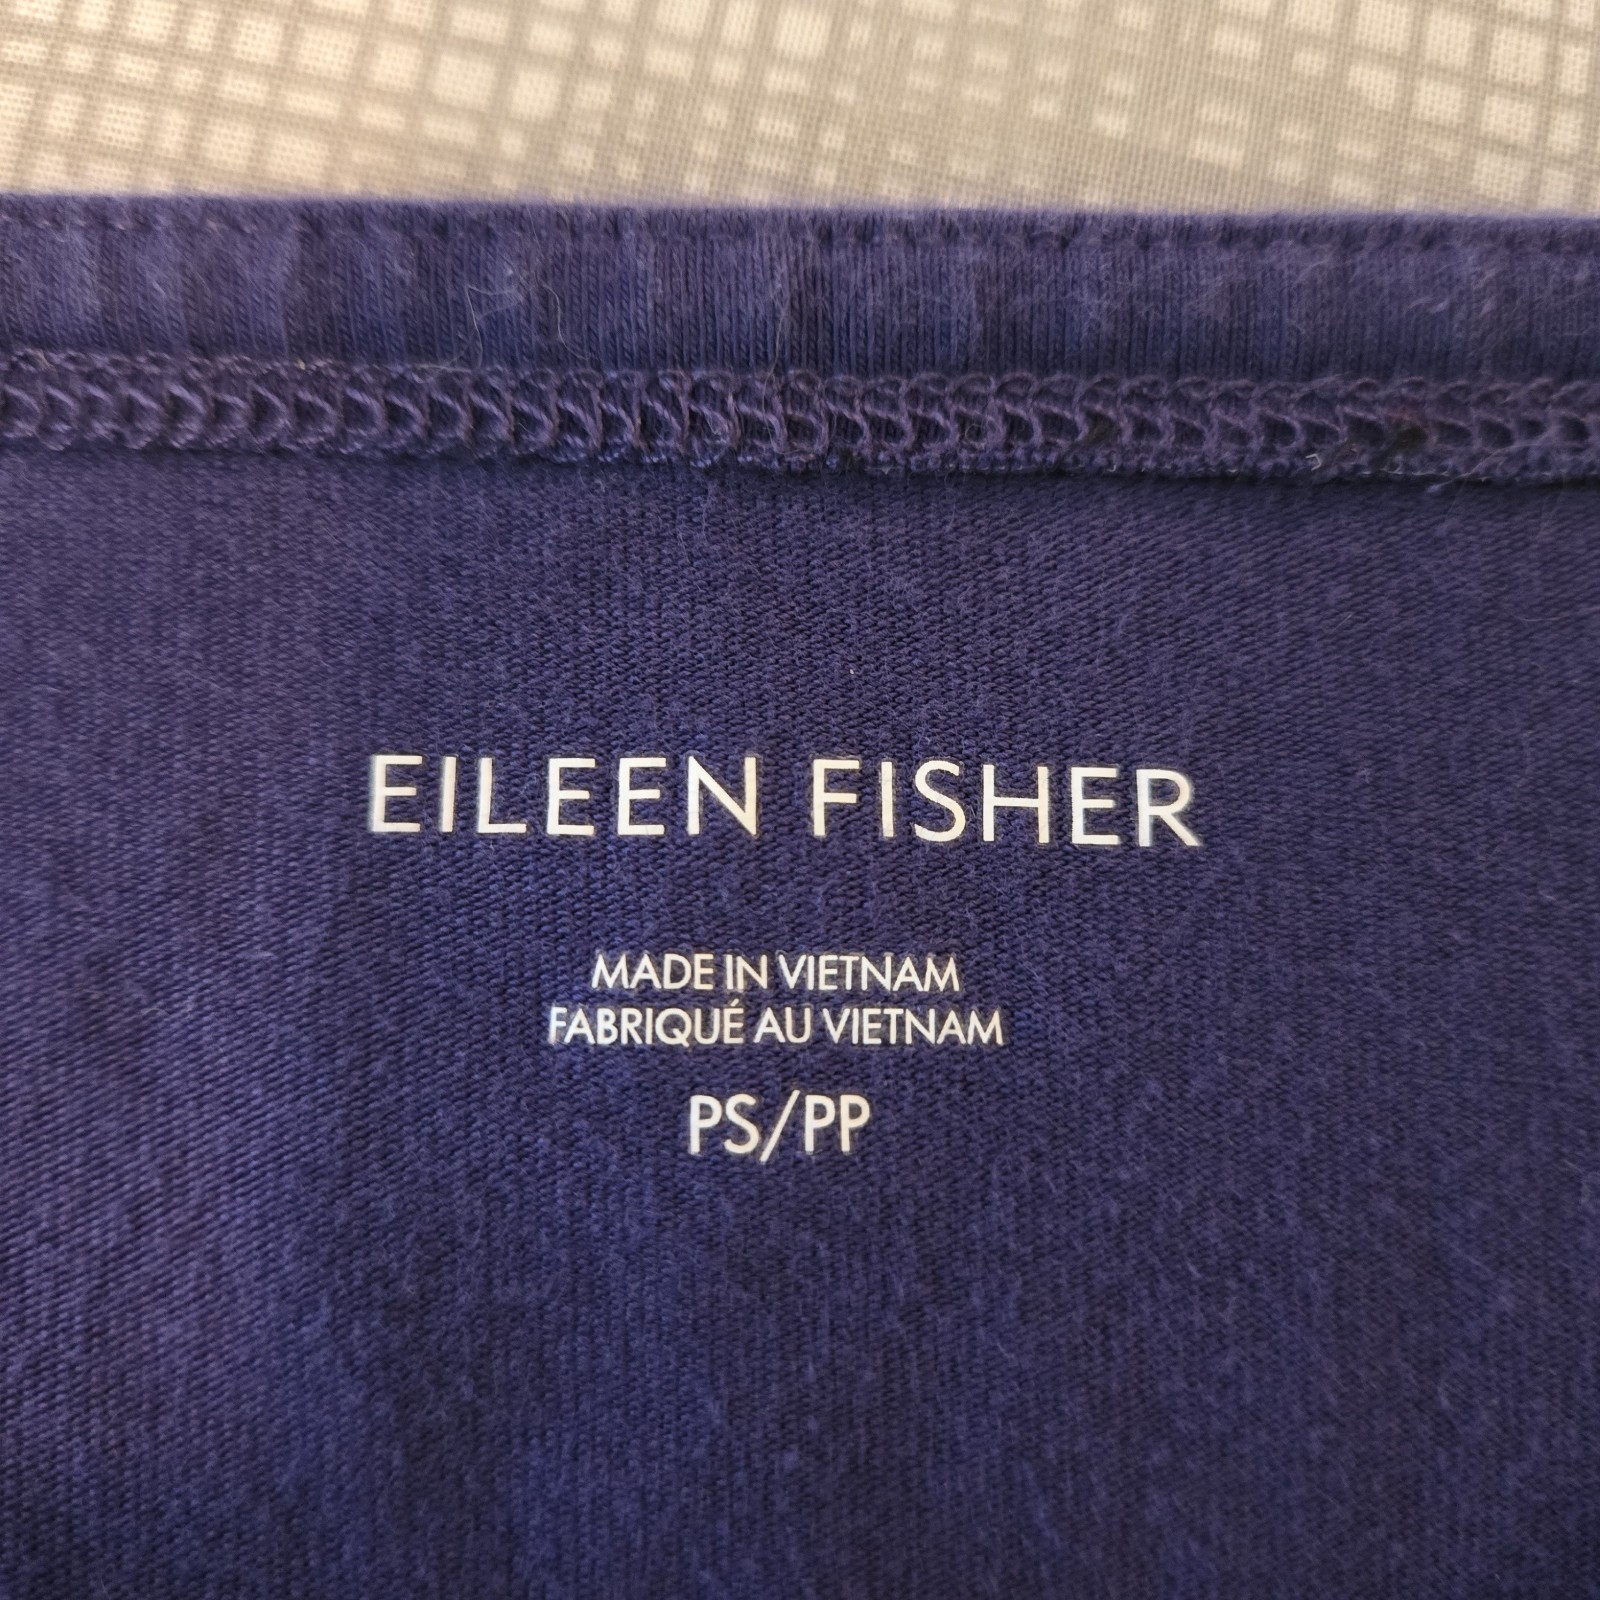 EILEEN FISHER
MADE IN VIETNAM
FABRIQUÉ AU VIETNAM
PS/PP